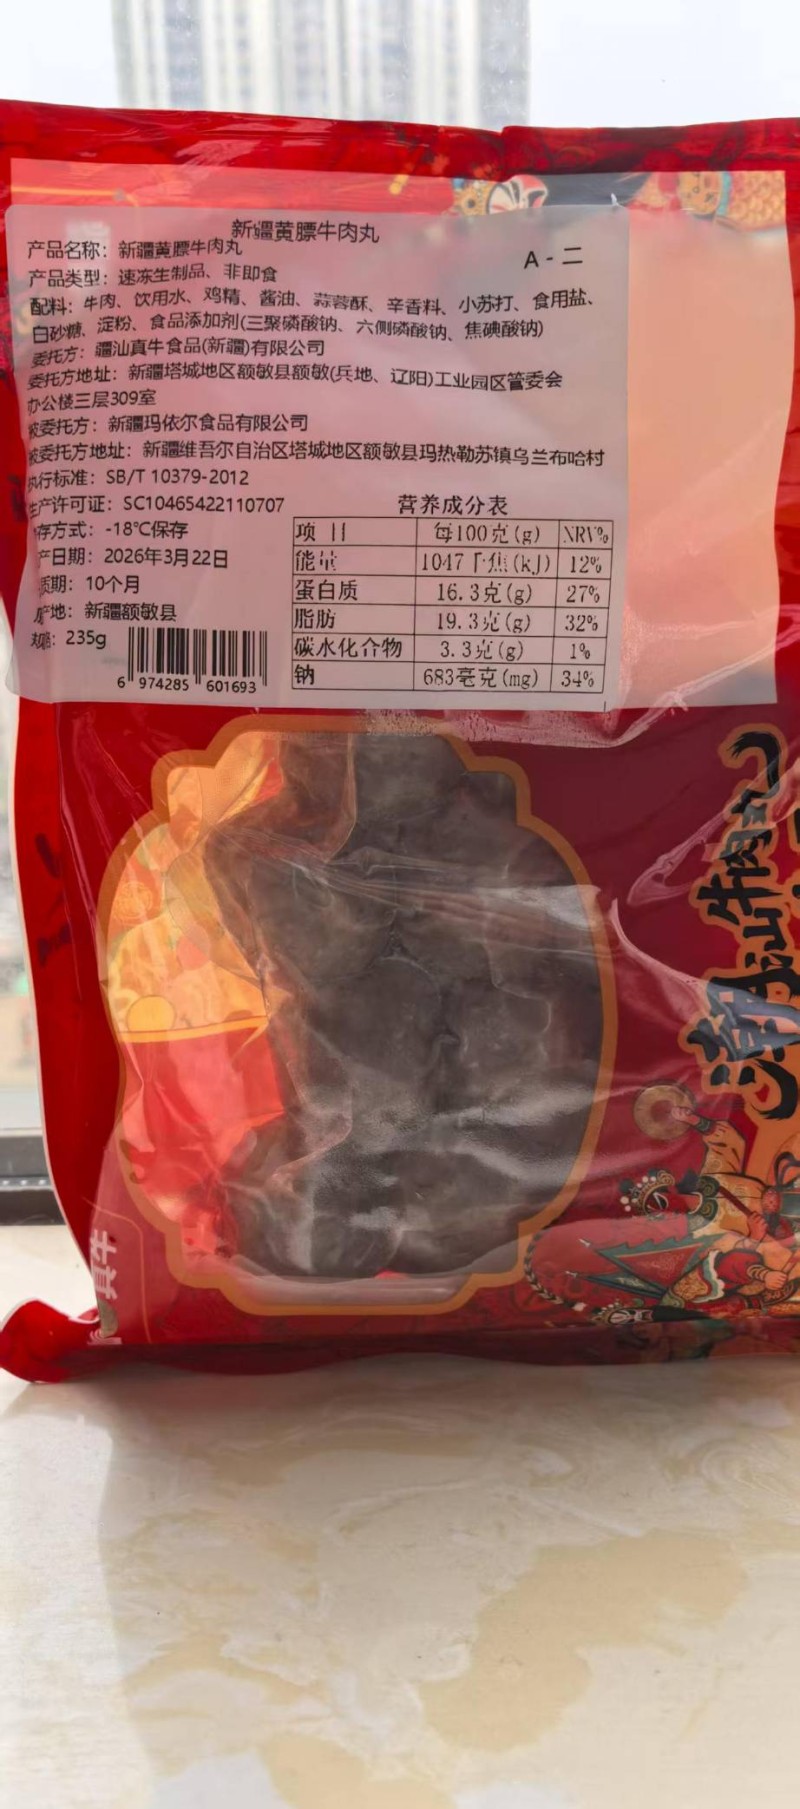 新疆黄膘牛肉丸
产品名称：新疆黄膘牛肉丸
A-二
产品类型：速冻生制品、非即食
配料：牛肉、饮用水、鸡精、酱油、蒜蓉酥、辛香料、小苏打、食用盐、
白砂糖、淀粉、食品添加剂(三聚磷酸钠、六侧磷酸钠、焦碘酸钠)
委托方：疆汕真牛食品(新疆)有限公司
委托方地址：新疆塔城地区额敏县额敏(兵地、辽阳)工业园区管委会
办公楼三层309室
被委托方：新疆玛依尔食品有限公司
被委托方地址：新疆维吾尔自治区塔城地区额敏县玛热勒苏镇乌兰布哈村
执行标准：SB/T 10379-2012
生产许可证：SC10465422110707
存方式：-18℃保存
产日期：2026年3月22日
质期：10个月
产地：新疆额敏县
235g
6 974285 601693
营养成分表
项目 每100克(g) NRV%
能量 1047千焦(kJ) 12%
蛋白质 16.3克(g) 27%
脂肪 19.3克(g) 32%
碳水化合物 3.3克(g) 1%
钠 683毫克(mg) 34%
潮汕牛肉丸
真牛